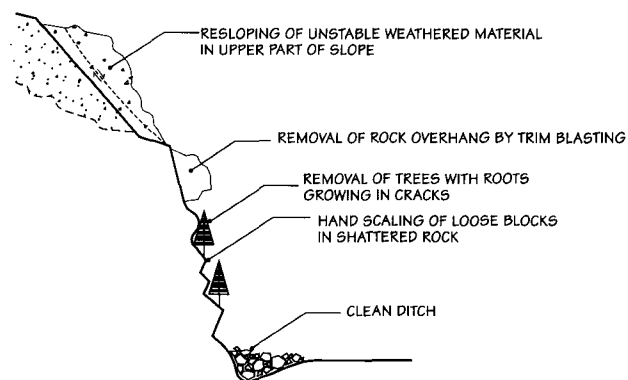 RESLOPING OF UNSTABLE WEATHERED MATERIAL
IN UPPER PART OF SLOPE
REMOVAL OF ROCK OVERHANG BY TRIM BLASTING
REMOVAL OF TREES WITH ROOTS
GROWING IN CRACKS
HAND SCALING OF LOOSE BLOCKS
IN SHATTERED ROCK
CLEAN DITCH